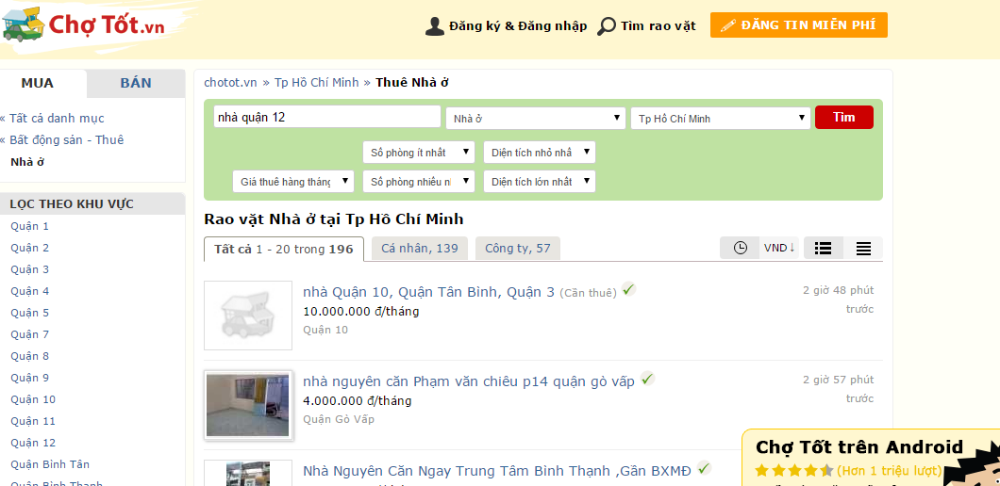 Chợ Tốt.vn
Đăng ký & Đăng nhập
Tìm rao vặt
ĐĂNG TIN MIỄN PHÍ
MUA
BÁN
« Tất cả danh mục
« Bất động sản - Thuê
Nhà ở
LỌC THEO KHU VỰC
Quận 1
Quận 2
Quận 3
Quận 4
Quận 5
Quận 7
Quận 8
Quận 9
Quận 10
Quận 11
Quận 12
Quận Bình Tân
Quận Bình Thạnh
chotot.vn » Tp Hồ Chí Minh » Thuê Nhà ở
nhà quận 12
Nhà ở
Tp Hồ Chí Minh
Tìm
Số phòng ít nhất
Diện tích nhỏ nhấ
Giá thuê hàng tháng
Số phòng nhiều nl
Diện tích lớn nhất
Rao vặt Nhà ở tại Tp Hồ Chí Minh
Tất cả 1 - 20 trong 196
Cá nhân, 139
Công ty, 57
VND↓
nhà Quận 10, Quận Tân Bình, Quận 3 (Cần thuê)
10.000.000 đ/tháng
Quận 10
2 giờ 48 phút
trước
nhà nguyên căn Phạm văn chiêu p14 quận gò vấp
4.000.000 đ/tháng
Quận Gò Vấp
2 giờ 57 phút
trước
Nhà Nguyên Căn Ngay Trung Tâm Bình Thạnh ,Gần BXMĐ
Chợ Tốt trên Android
(Hơn 1 triệu lượt)